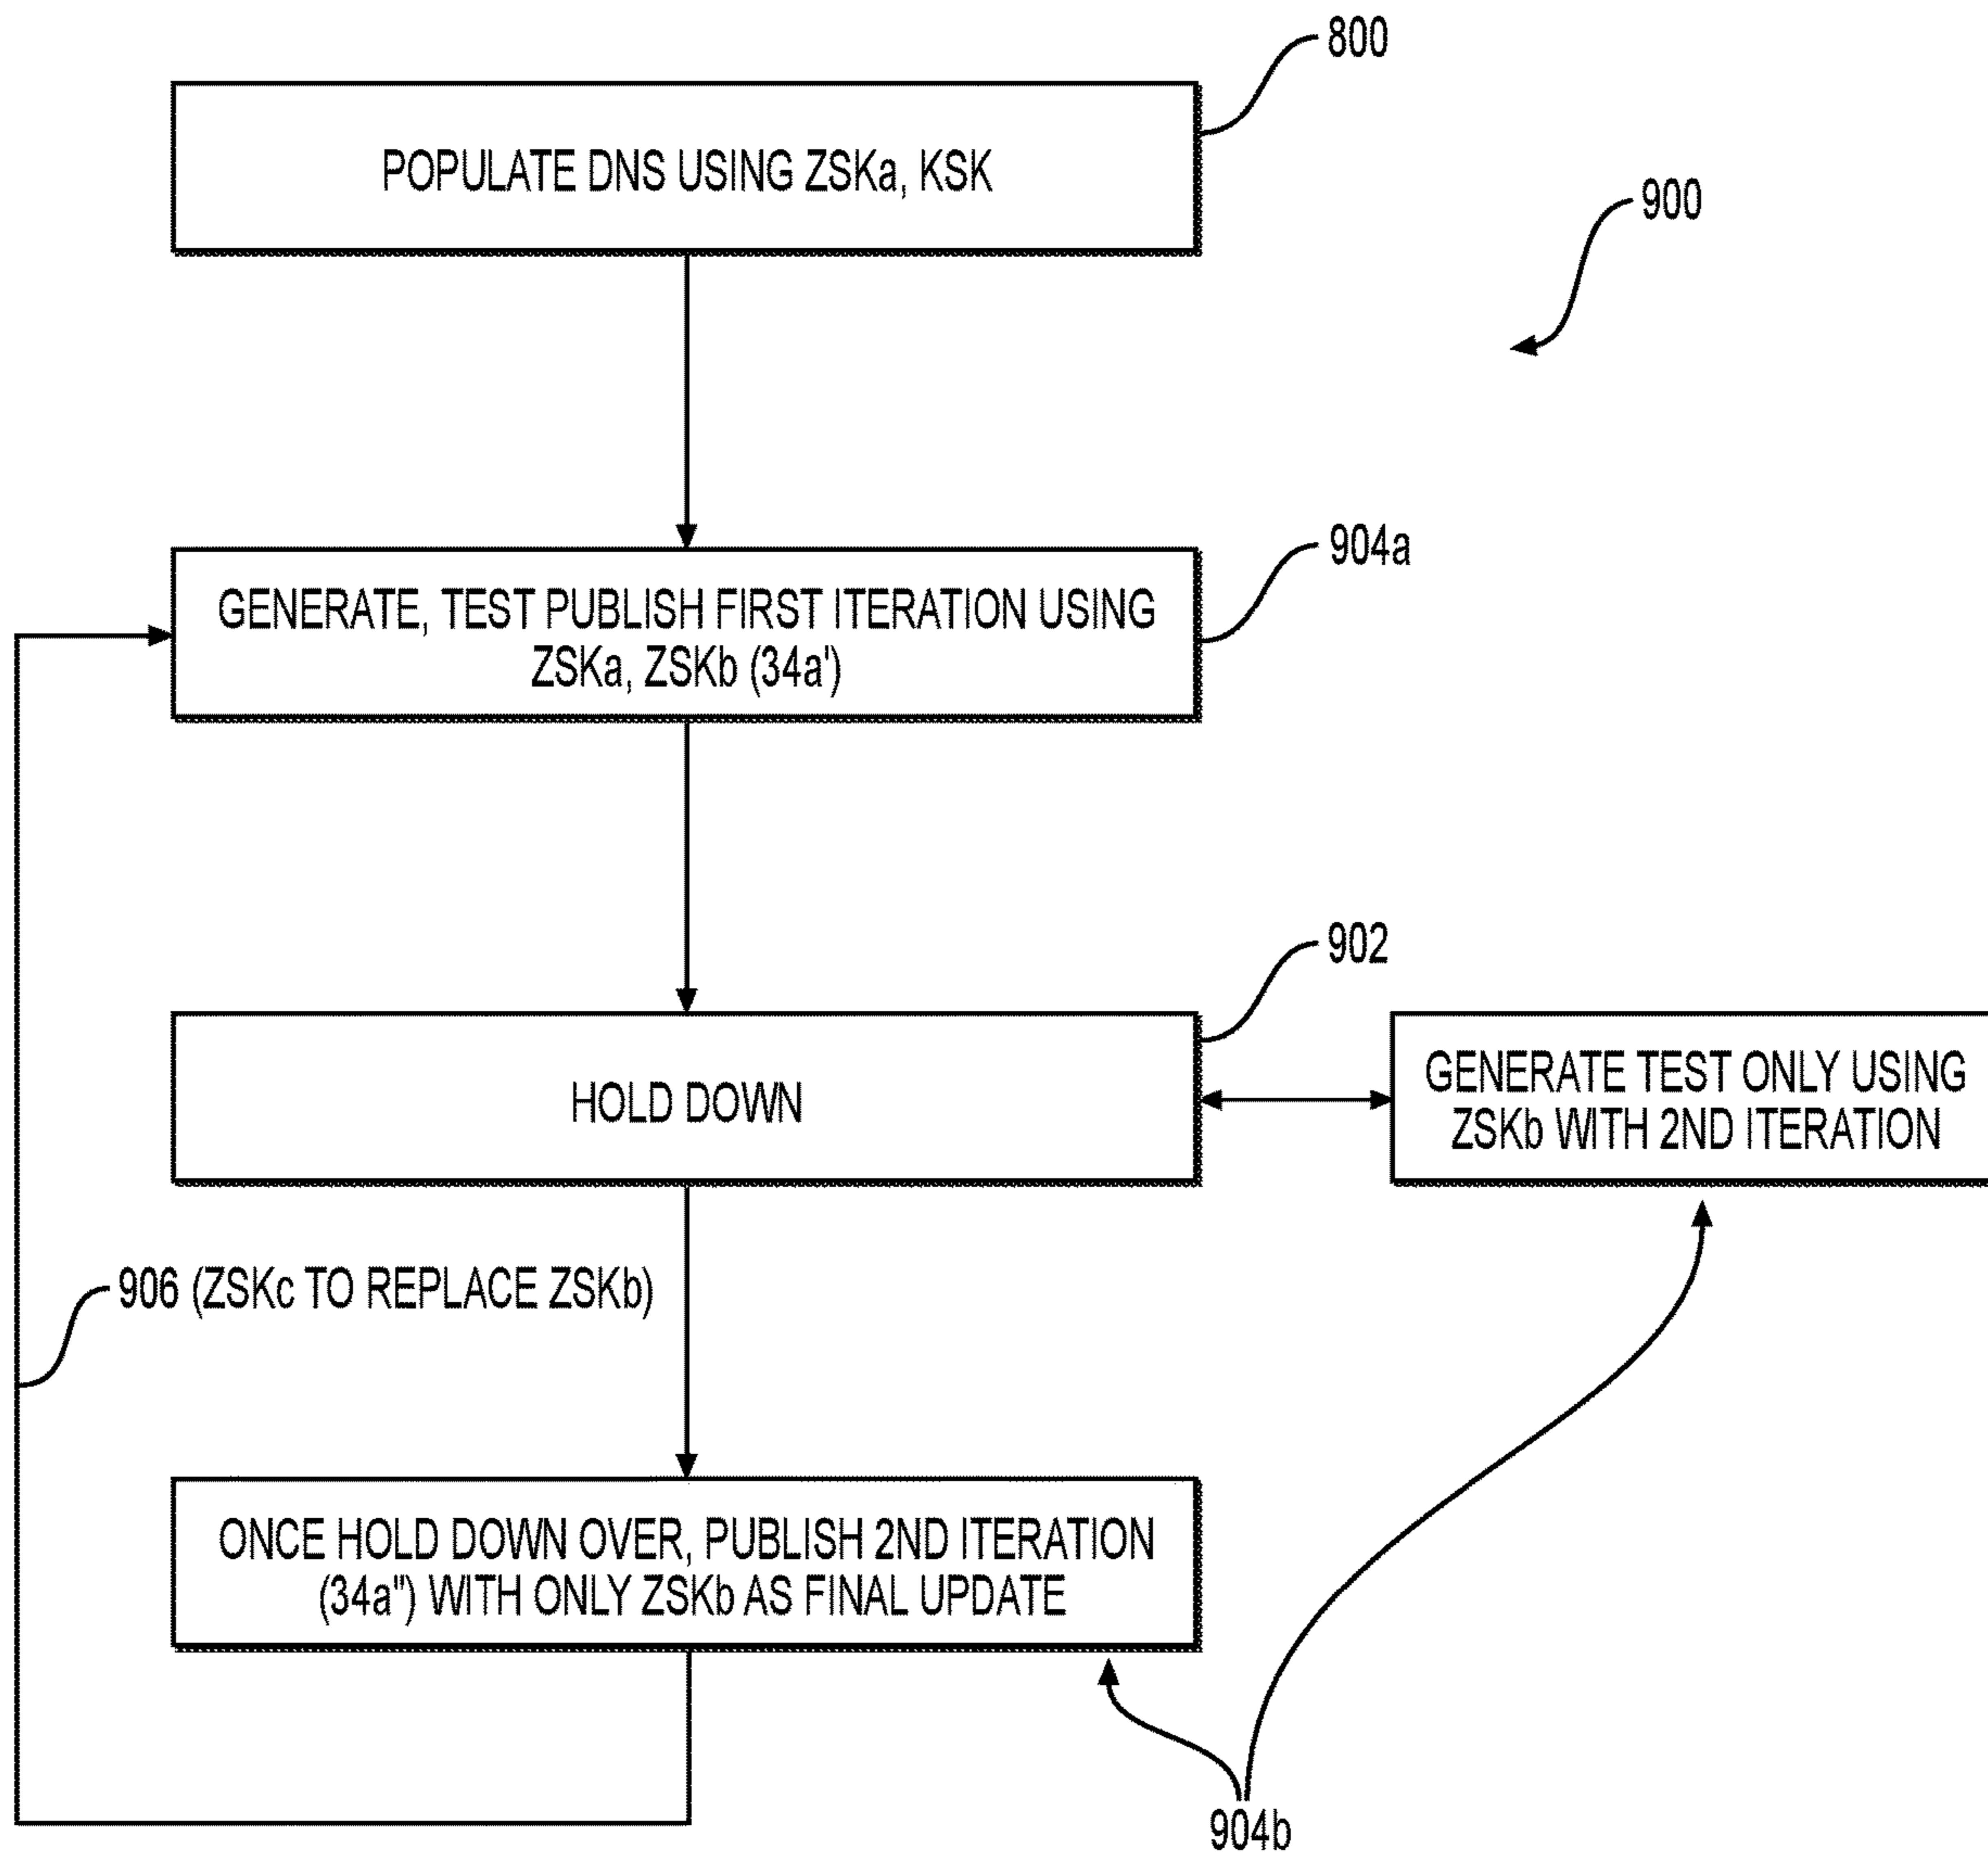 800
POPULATE DNS USING ZSKa, KSK
900
904a
GENERATE, TEST PUBLISH FIRST ITERATION USING
ZSKa, ZSKb (34a')
902
HOLD DOWN
GENERATE TEST ONLY USING
ZSKb WITH 2ND ITERATION
906 (ZSKc TO REPLACE ZSKb)
ONCE HOLD DOWN OVER, PUBLISH 2ND ITERATION
(34a") WITH ONLY ZSKb AS FINAL UPDATE
904b